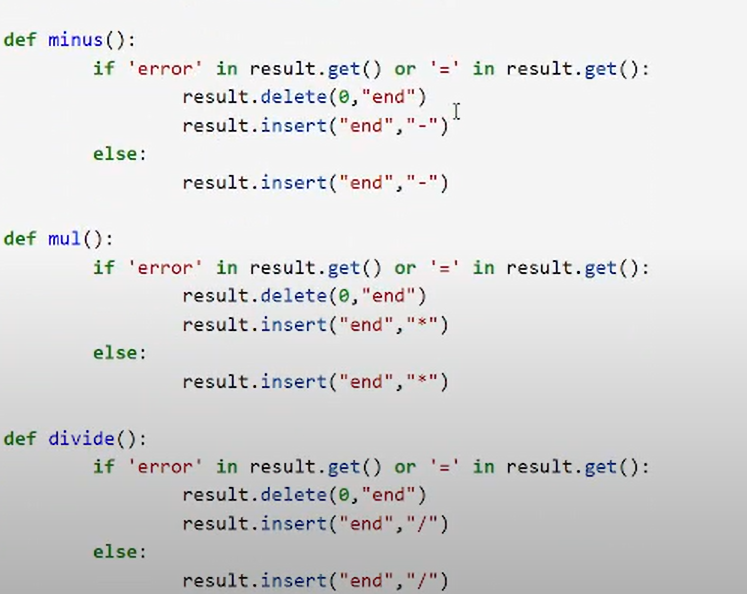 def minus():
        if 'error' in result.get() or '=' in result.get():
                result.delete(0,"end")
                result.insert("end","-")
        else:
                result.insert("end","-")
def mul():
        if 'error' in result.get() or '=' in result.get():
                result.delete(0,"end")
                result.insert("end","*")
        else:
                result.insert("end","*")
def divide():
        if 'error' in result.get() or '=' in result.get():
                result.delete(0,"end")
                result.insert("end","/")
        else:
                result.insert("end","/")